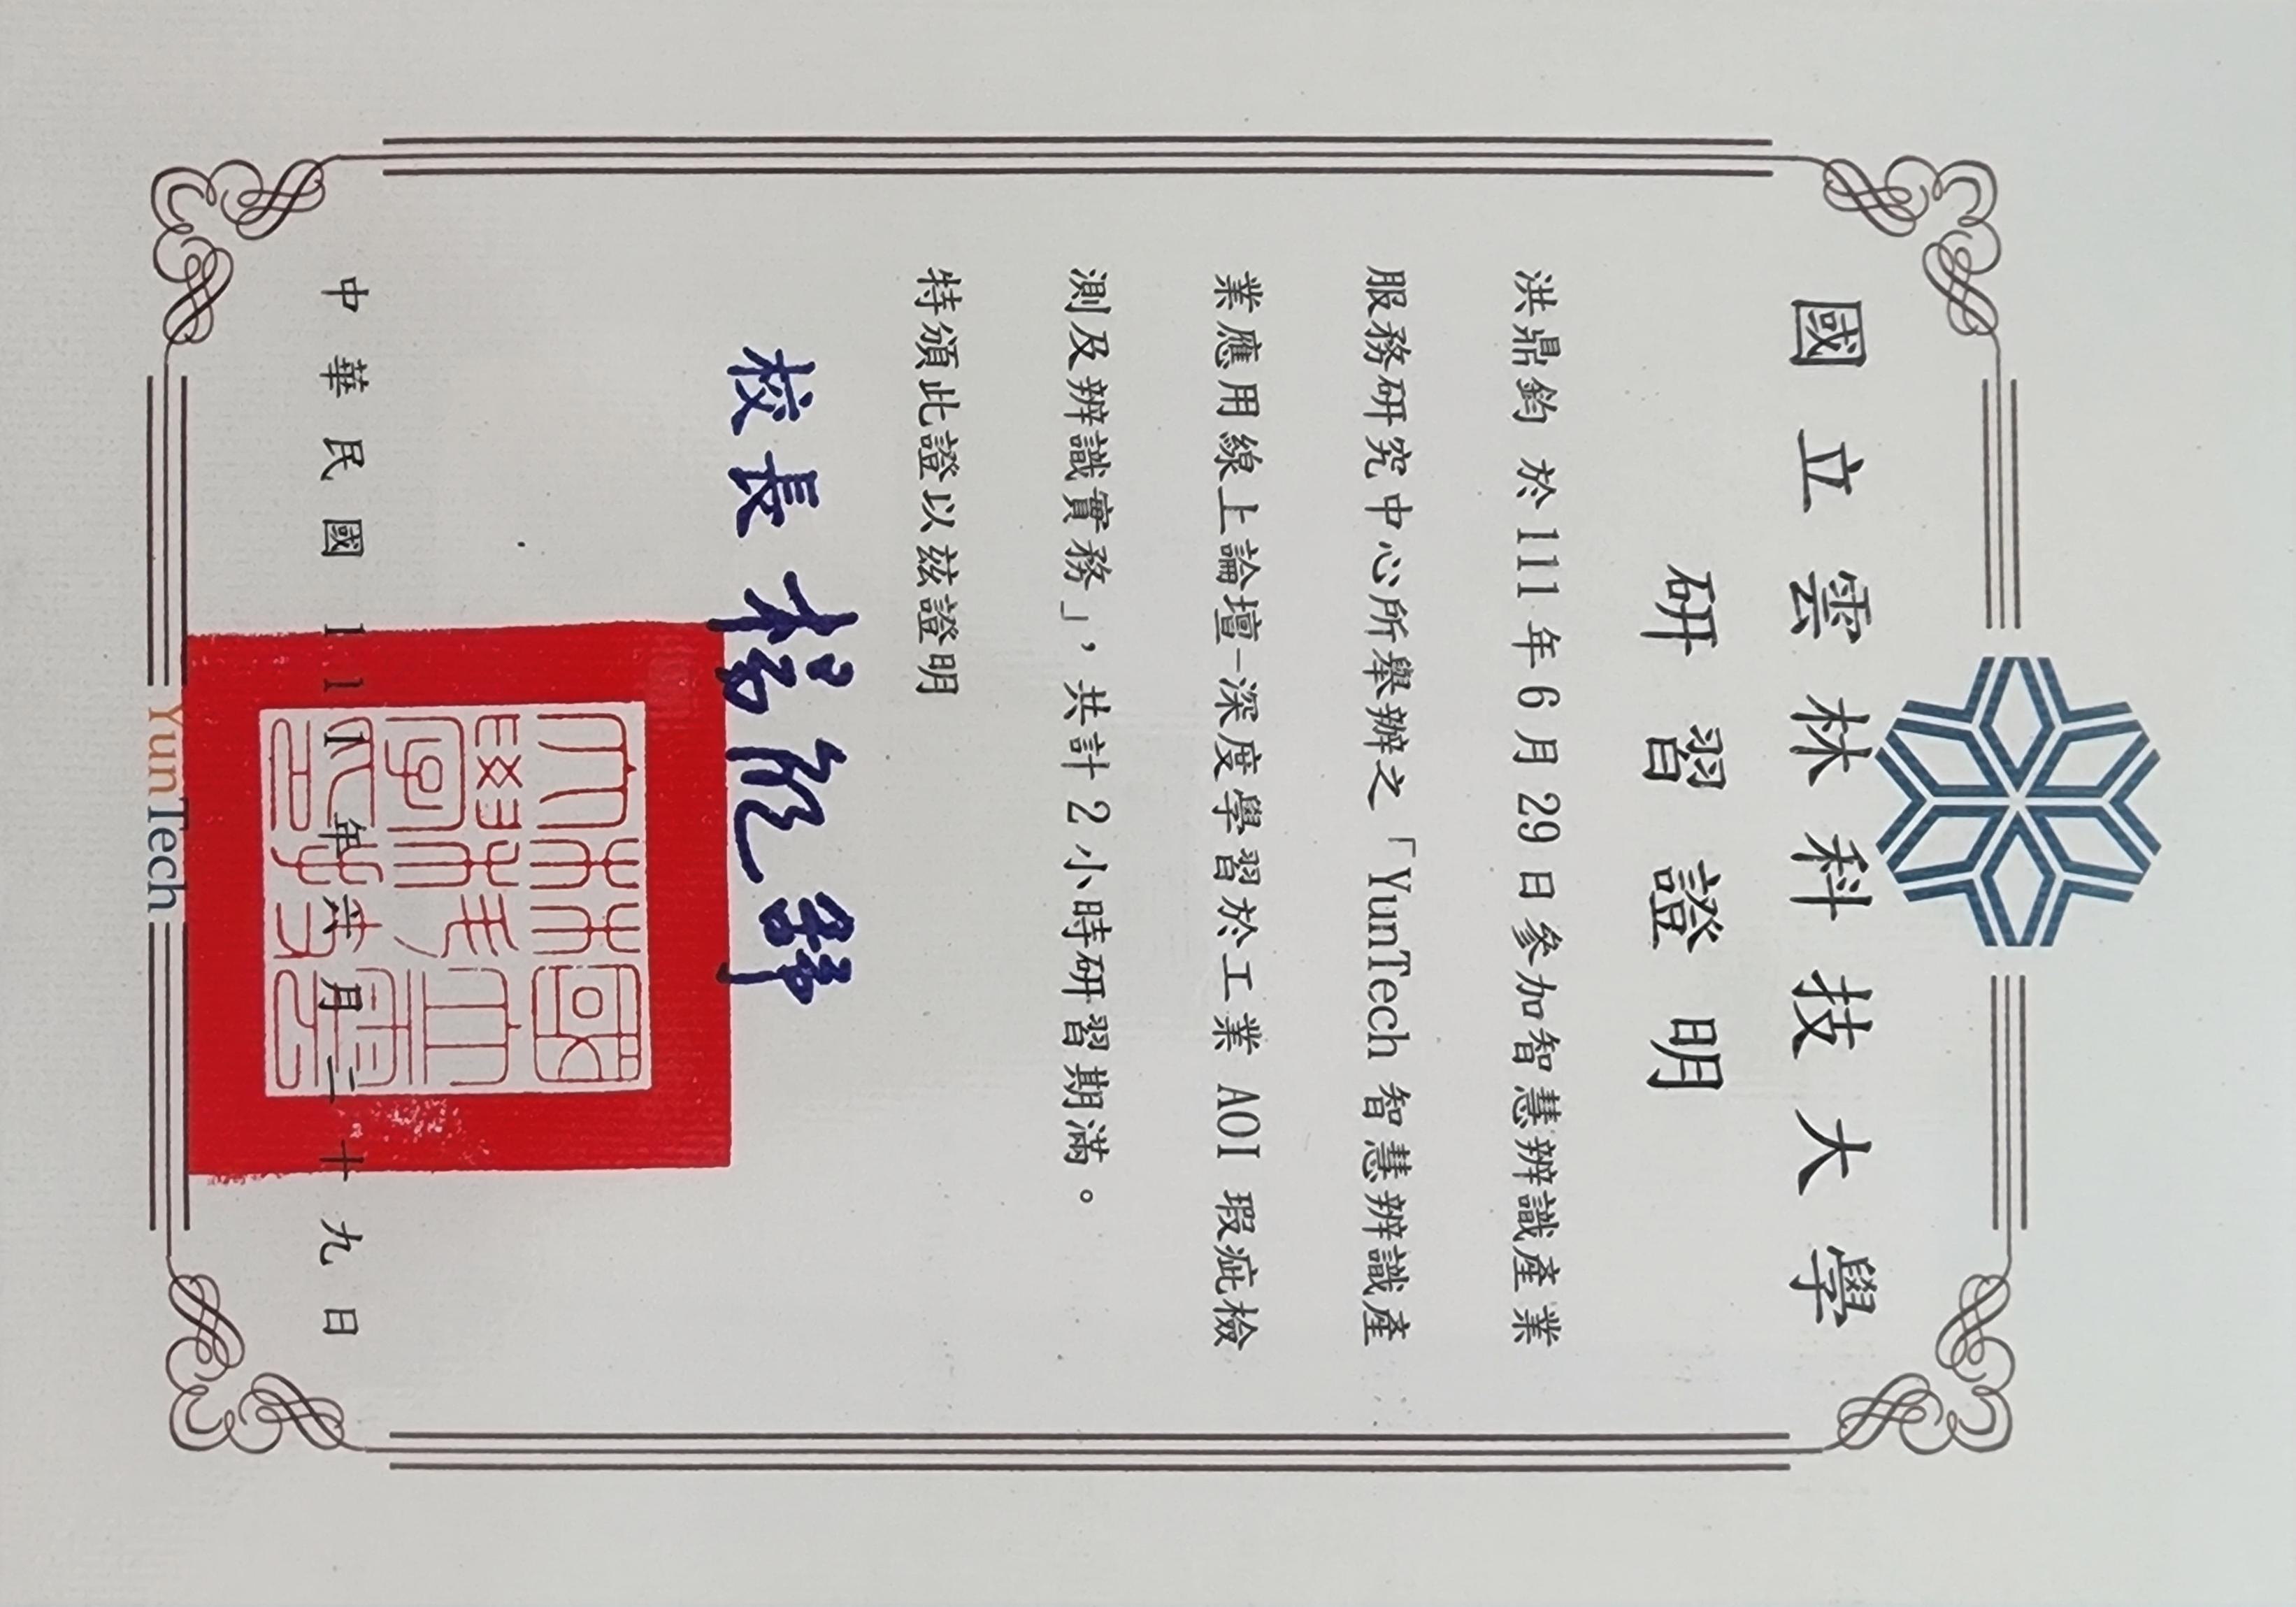 國立雲林科技大學
研習證明
洪鼎鈞 於 111 年 6 月 29 日參加智慧辨識產業
服務研究中心所舉辦之「YunTech 智慧辨識產
業應用線上論壇-深度學習於工業 AOI 瑕疵檢
測及辨識實務」，共計 2 小時研習期滿。
特頒此證以茲證明
校長 楊能舒
國立雲林科技大學印
中華民國 111 年六月二十九日
YunTech